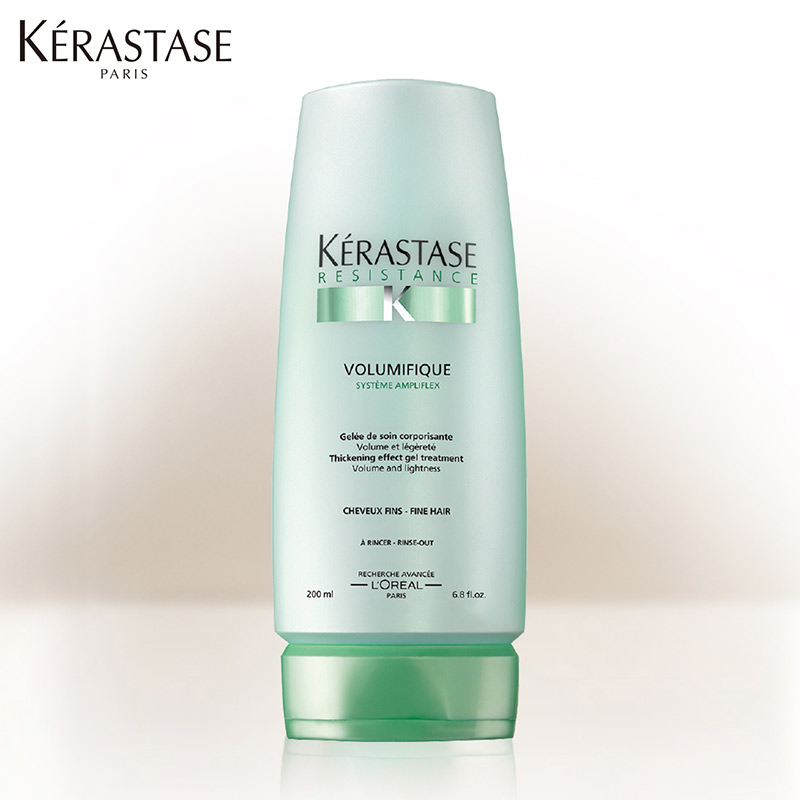 KÉRASTASE
PARIS
KÉRASTASE
RESISTANCE
K
VOLUMIFIQUE
SYSTÈME AMPLIFLEX
Gelée de soin corporisante
Volume et légèreté
Thickening effect gel treatment
Volume and lightness
CHEVEUX FINS - FINE HAIR
À RINCER - RINSE-OUT
RECHERCHE AVANCÉE
L'ORÉAL
PARIS
200 ml 6.8 fl.oz.